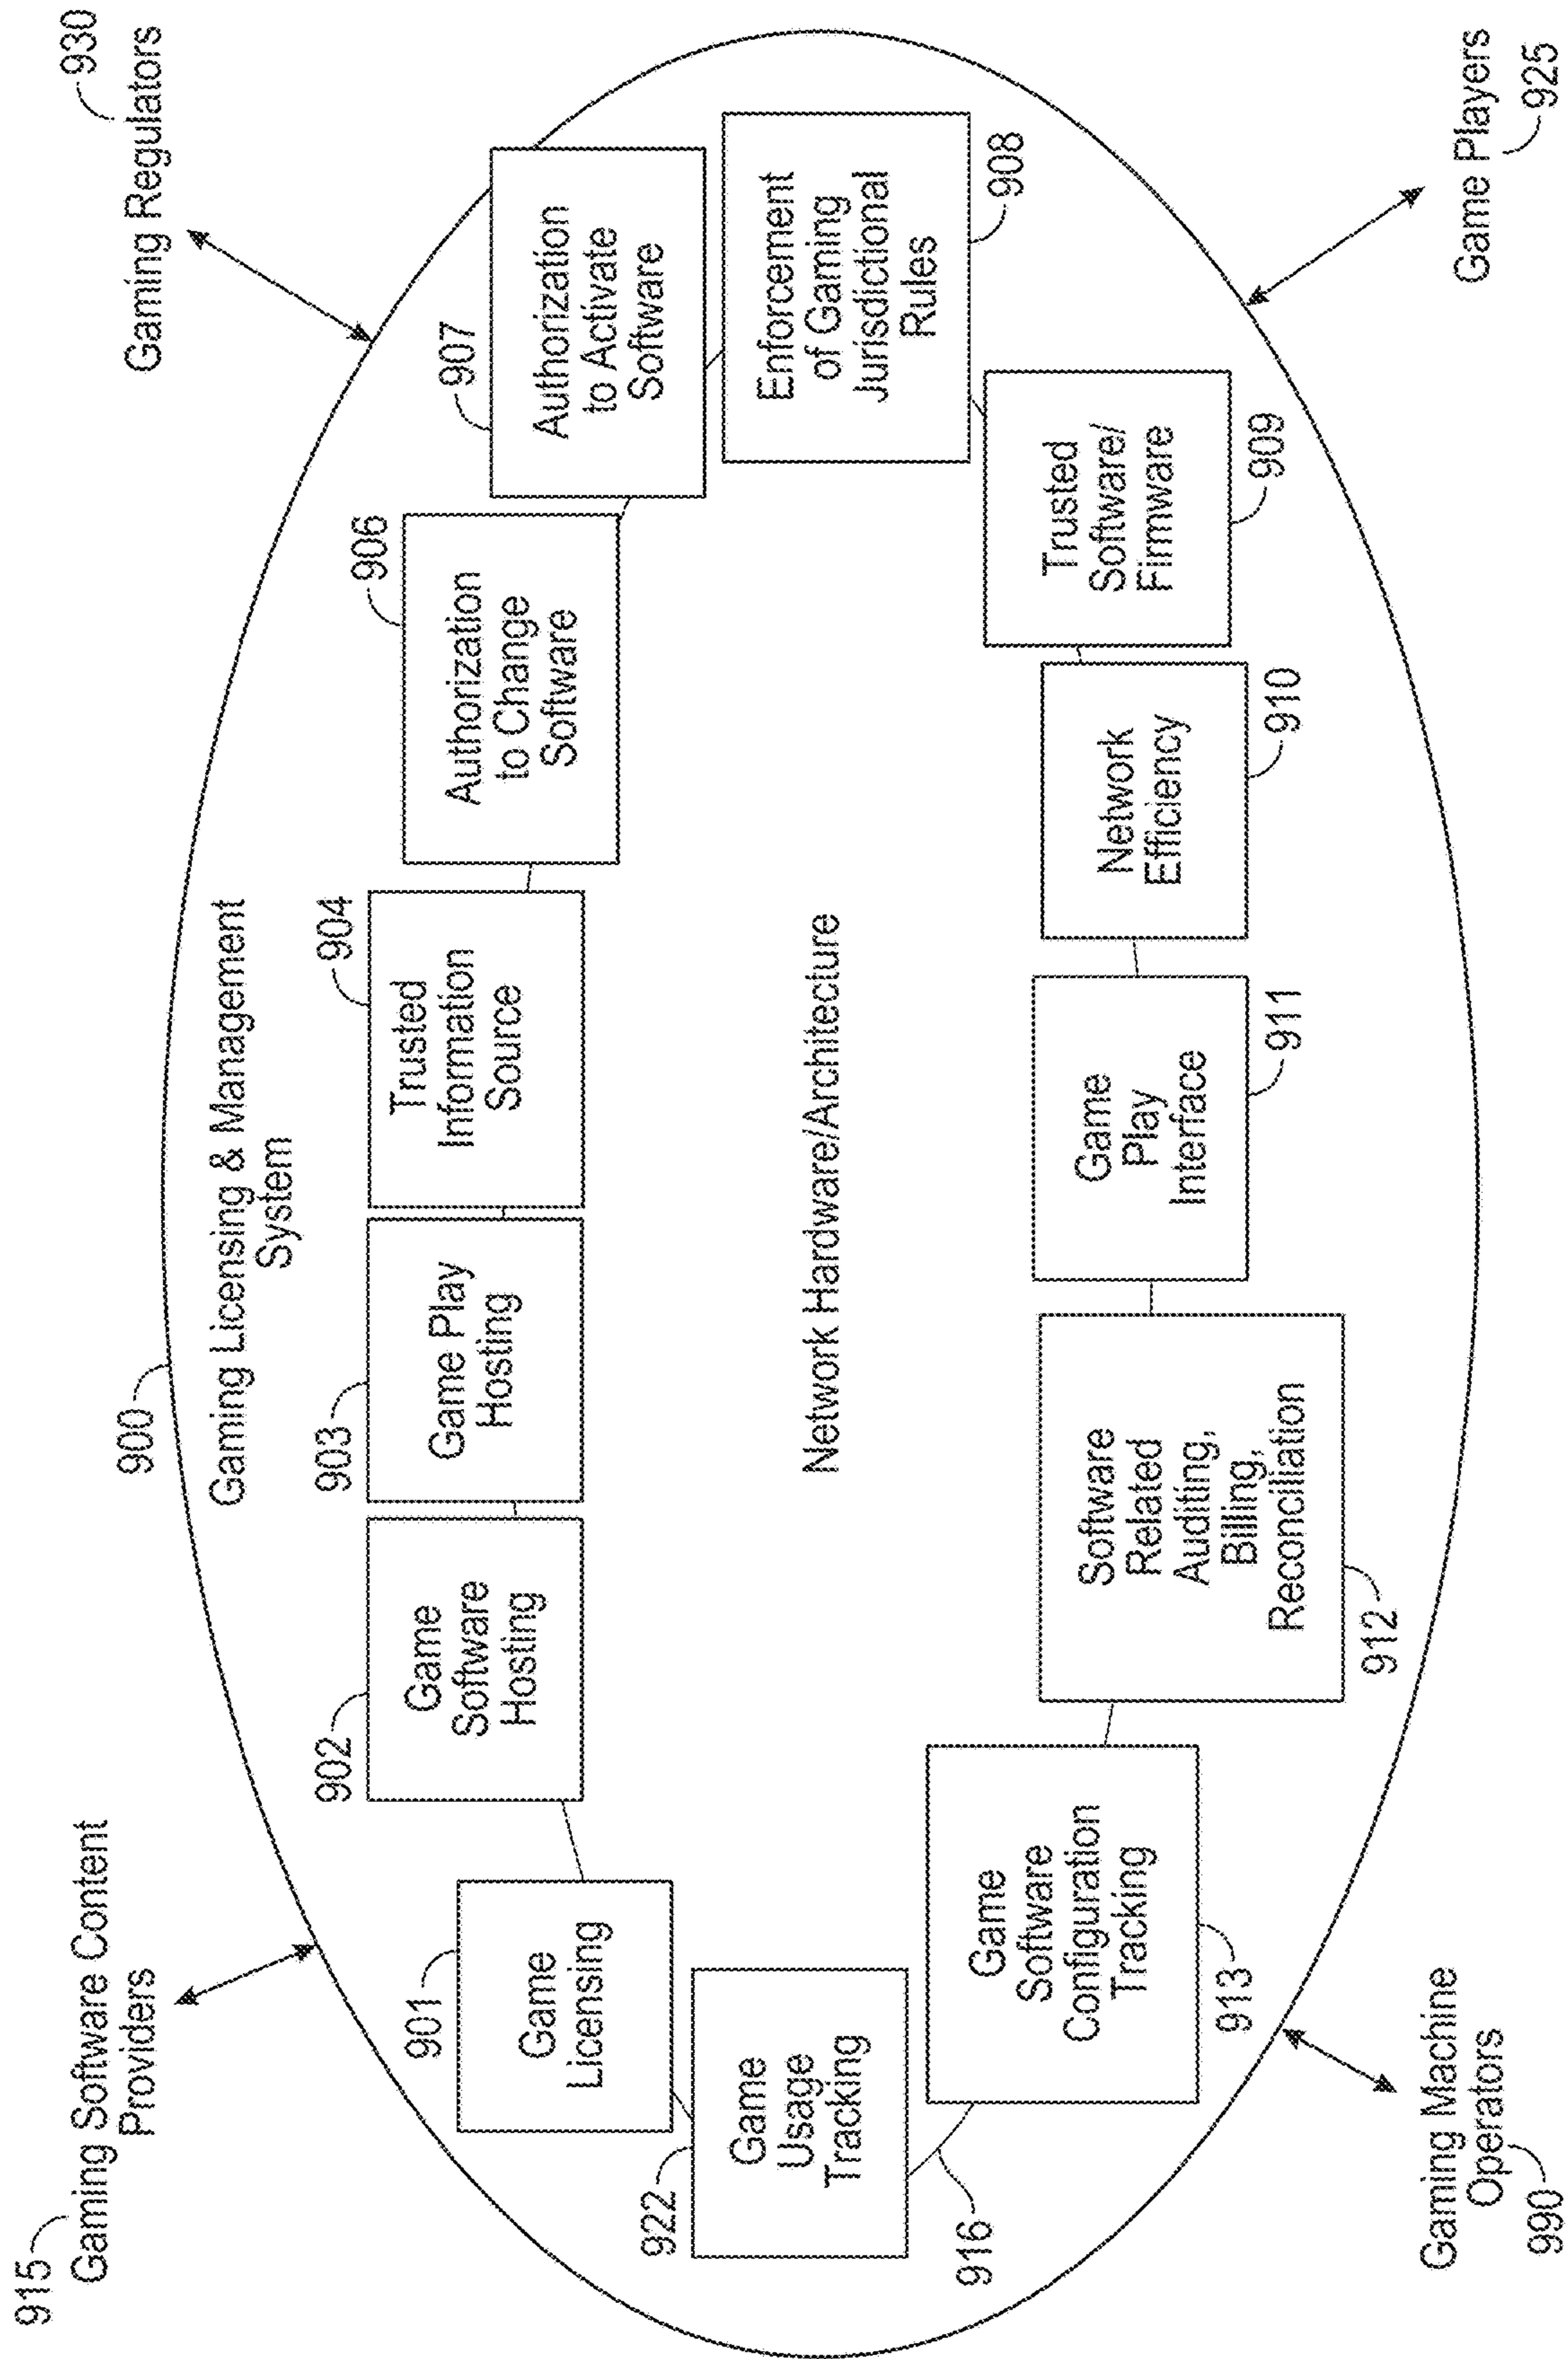 915
Gaming Software Content
Providers
900
Gaming Licensing & Management
System
930
Gaming Regulators
901
Game
Licensing
902
Game
Software
Hosting
903
Game Play
Hosting
904
Trusted
Information
Source
906
Authorization
to Change
Software
907
Authorization
to Activate
Software
922
Game
Usage
Tracking
916
Network Hardware/Architecture
Enforcement
of Gaming
Jurisdictional
Rules
908
Game
Software
Configuration
Tracking
913
Software
Related
Auditing,
Billing,
Reconciliation
912
Game
Play
Interface
911
Network
Efficiency
910
Trusted
Software/
Firmware
909
Gaming Machine
Operators
990
Game Players
925